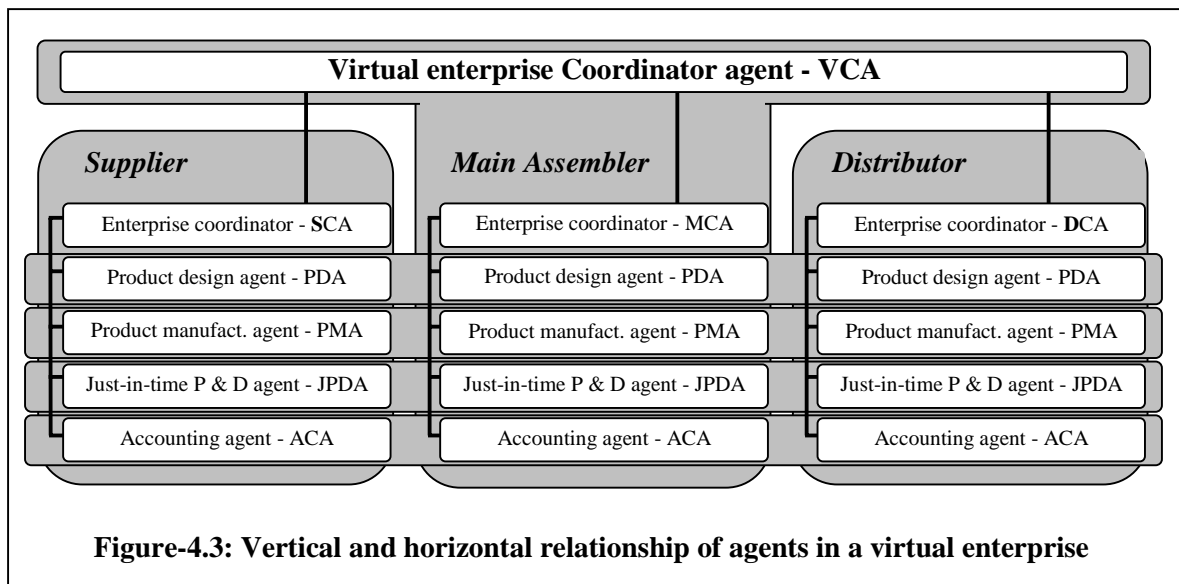 Virtual enterprise Coordinator agent - VCA
Supplier
Main Assembler
Distributor
Enterprise coordinator - SCA
Enterprise coordinator - MCA
Enterprise coordinator - DCA
Product design agent - PDA
Product design agent - PDA
Product design agent - PDA
Product manufact. agent - PMA
Product manufact. agent - PMA
Product manufact. agent - PMA
Just-in-time P & D agent - JPDA
Just-in-time P & D agent - JPDA
Just-in-time P & D agent - JPDA
Accounting agent - ACA
Accounting agent - ACA
Accounting agent - ACA
Figure-4.3: Vertical and horizontal relationship of agents in a virtual enterprise